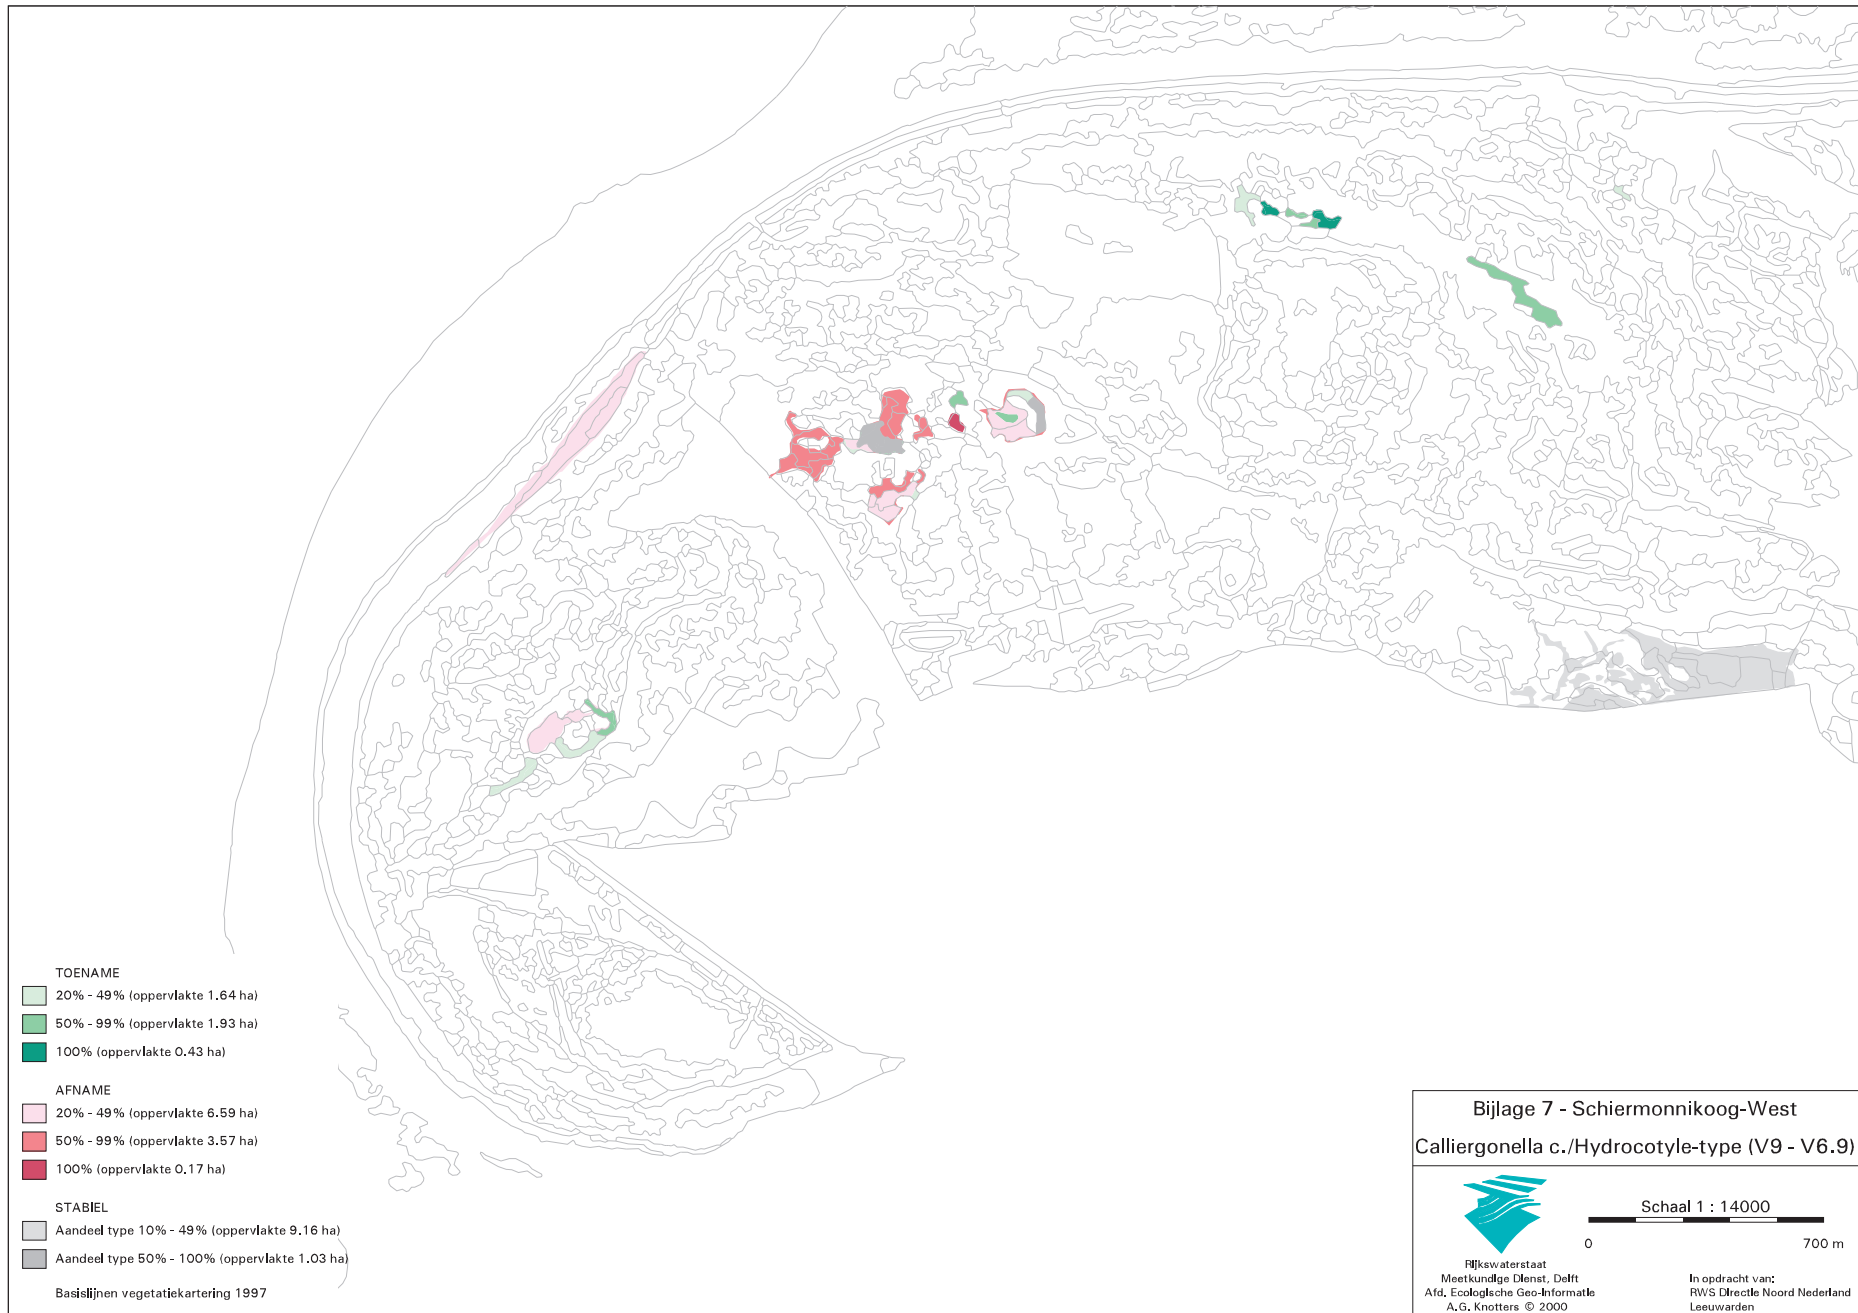 TOENAME
20% - 49% (oppervlakte 1.64 ha)
50% - 99% (oppervlakte 1.93 ha)
100% (oppervlakte 0.43 ha)
AFNAME
20% - 49% (oppervlakte 6.59 ha)
50% - 99% (oppervlakte 3.57 ha)
100% (oppervlakte 0.17 ha)
STABIEL
Aandeel type 10% - 49% (oppervlakte 9.16 ha)
Aandeel type 50% - 100% (oppervlakte 1.03 ha)
Basislijnen vegetatiekartering 1997
Bijlage 7 - Schiermonnikoog-West
Calliergonella c./Hydrocotyle-type (V9 - V6.9)
Schaal 1 : 14000
0 700 m
Rijkswaterstaat
Meetkundige Dienst, Delft
Afd. Ecologische Geo-Informatie
A.G. Knotters © 2000
In opdracht van:
RWS Directie Noord Nederland
Leeuwarden